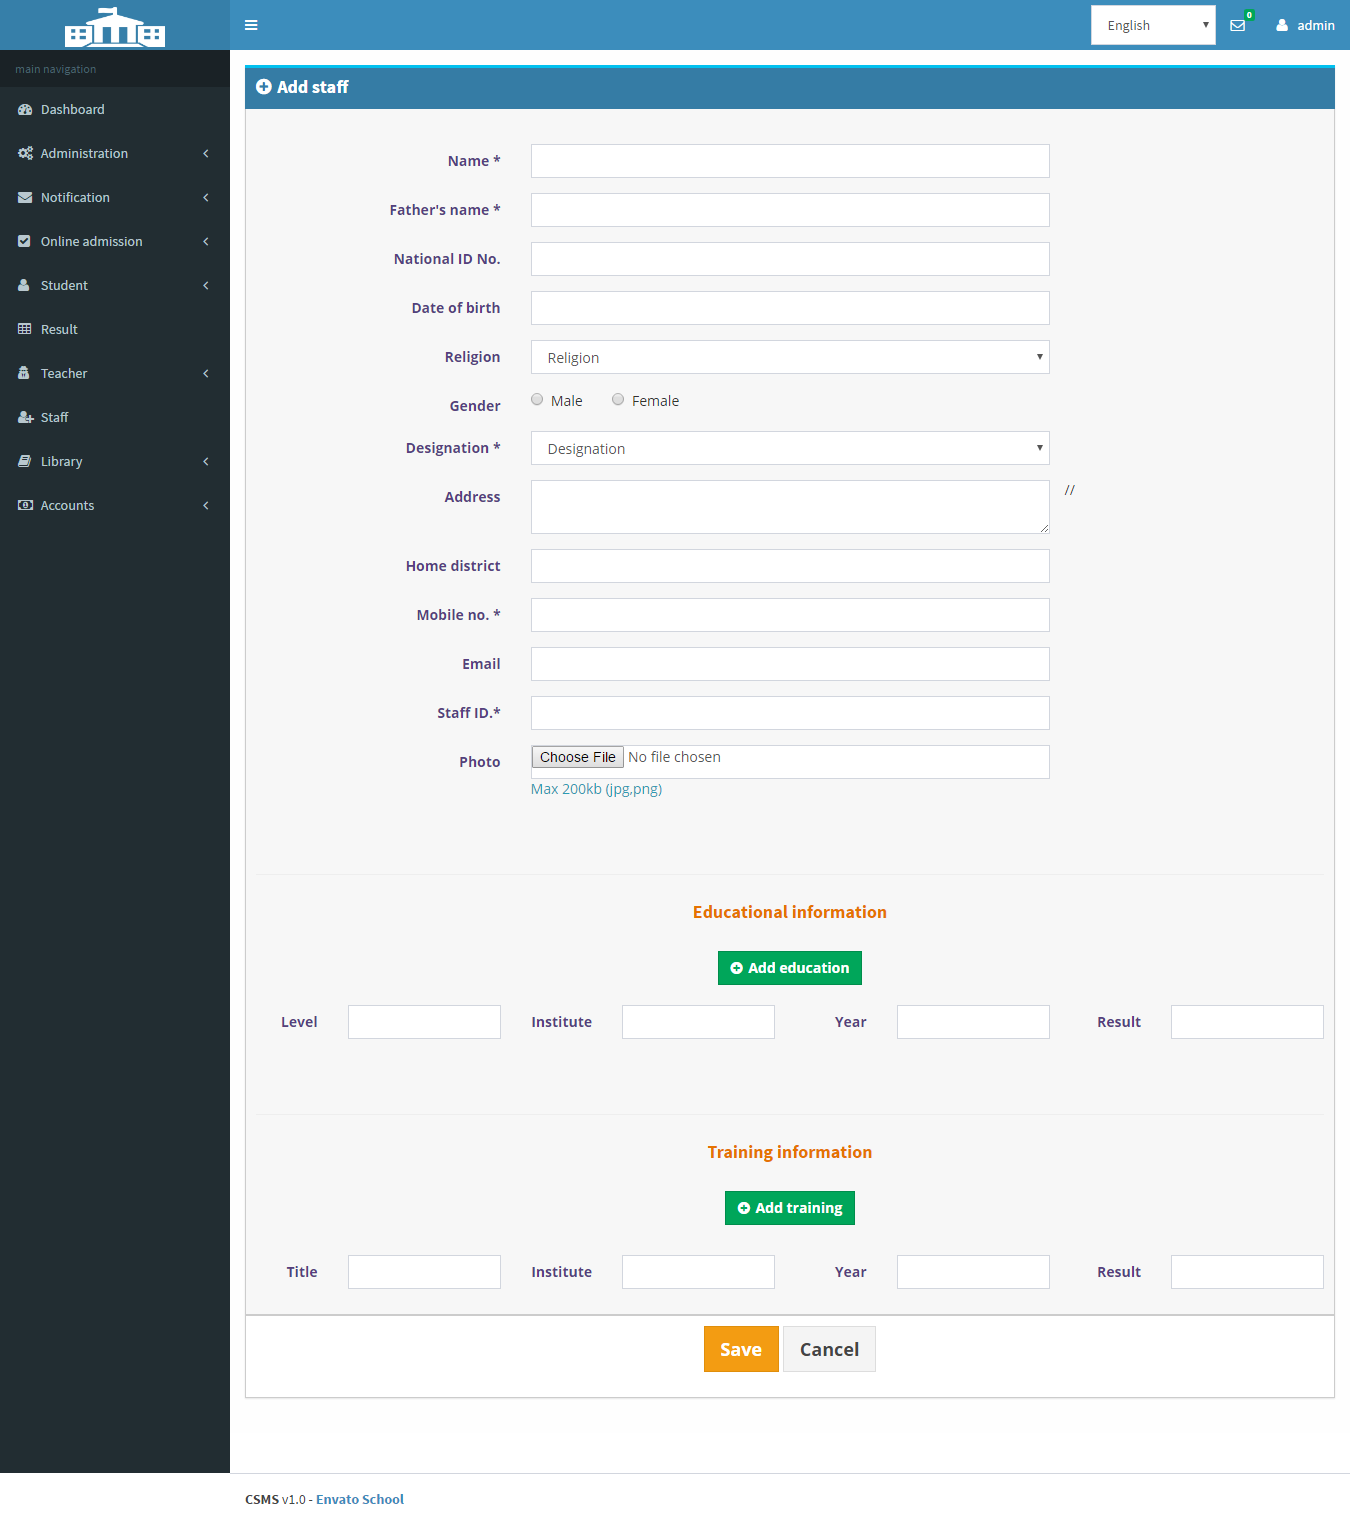 English
0
admin
main navigation
Dashboard
Administration
Notification
Online admission
Student
Result
Teacher
Staff
Library
Accounts
Add staff
Name *
Father's name *
National ID No.
Date of birth
Religion Religion
Gender Male Female
Designation * Designation
Address //
Home district
Mobile no. *
Email
Staff ID.*
Photo Choose File No file chosen
Max 200kb (jpg,png)
Educational information
Add education
Level Institute Year Result
Training information
Add training
Title Institute Year Result
Save Cancel
CSMS v1.0 - Envato School